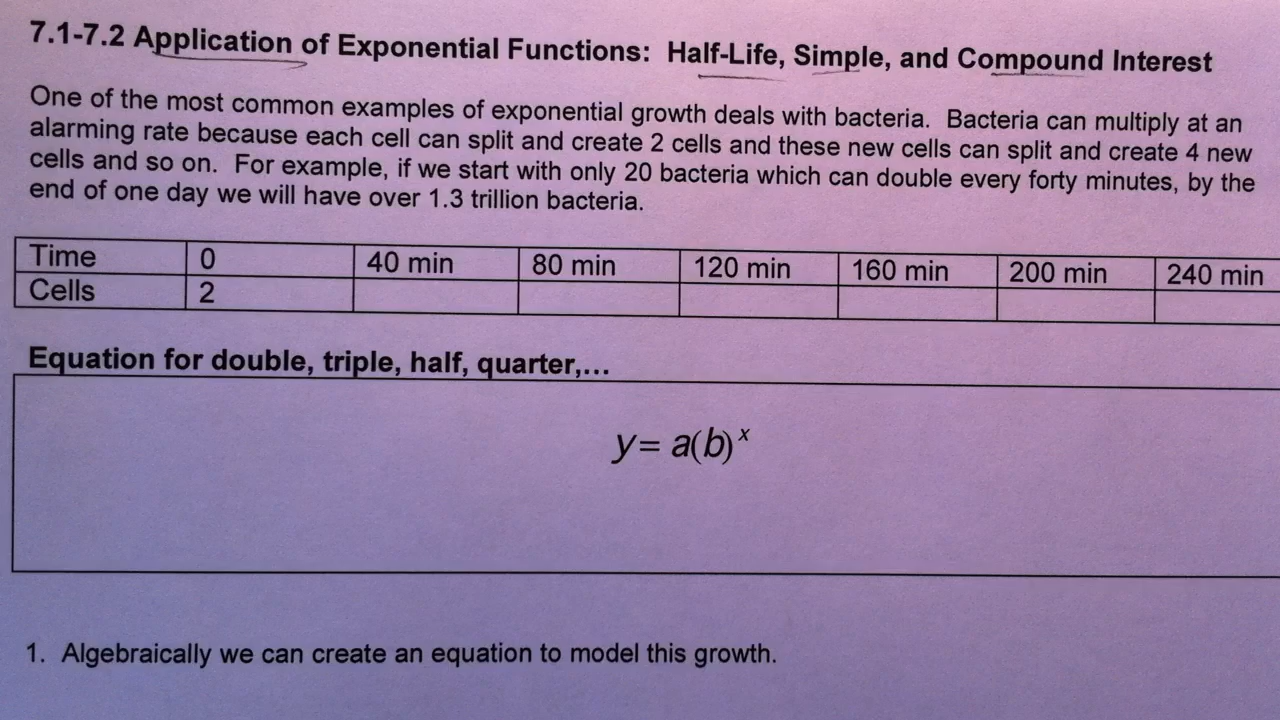 7.1-7.2 Application of Exponential Functions: Half-Life, Simple, and Compound Interest
One of the most common examples of exponential growth deals with bacteria. Bacteria can multiply at an
alarming rate because each cell can split and create 2 cells and these new cells can split and create 4 new
cells and so on. For example, if we start with only 20 bacteria which can double every forty minutes, by the
end of one day we will have over 1.3 trillion bacteria.
Time 0 40 min 80 min 120 min 160 min 200 min 240 min
Cells 2
Equation for double, triple, half, quarter,...
y= a(b)ˣ
1. Algebraically we can create an equation to model this growth.